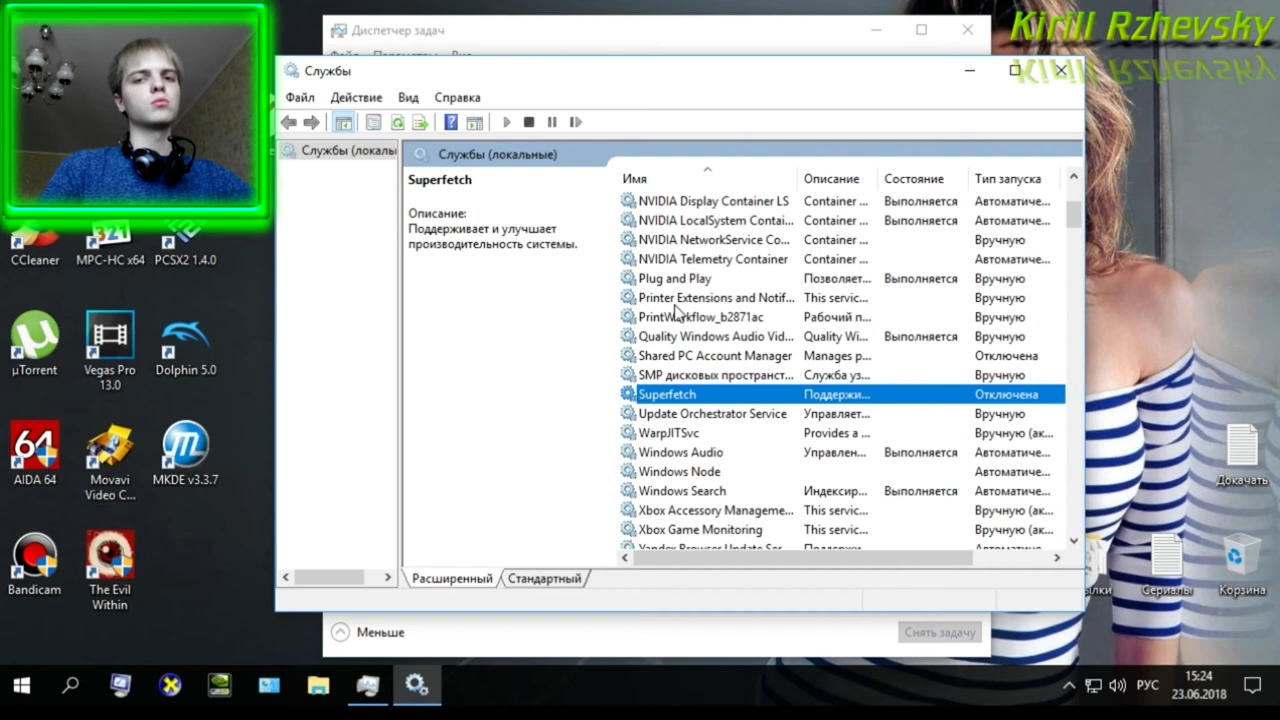 Kirill Rzhevsky
Диспетчер задач
Службы
Файл Действие Вид Справка
Службы (локаль
Службы (локальные)
Superfetch
Описание:
Поддерживает и улучшает
производительность системы.
Имя Описание Состояние Тип запуска
NVIDIA Display Container LS Container ... Выполняется Автоматиче...
NVIDIA LocalSystem Contai... Container ... Выполняется Автоматиче...
NVIDIA NetworkService Co... Container ... Вручную
NVIDIA Telemetry Container Container ... Автоматиче...
Plug and Play Позволяет... Выполняется Вручную
Printer Extensions and Notif... This servic... Вручную
PrintWorkflow_b2871ac Рабочий п... Вручную
Quality Windows Audio Vid... Quality Wi... Выполняется Вручную
Shared PC Account Manager Manages p... Отключена
SMP дисковых пространст... Служба уз... Вручную
Superfetch Поддержи... Отключена
Update Orchestrator Service Управляет... Вручную
WarpJITSvc Provides a ... Вручную (ак...
Windows Audio Управлен... Выполняется Автоматиче...
Windows Node Автоматиче...
Windows Search Индексир... Выполняется Автоматиче...
Xbox Accessory Manageme... This servic... Вручную (ак...
Xbox Game Monitoring This servic... Вручную (ак...
Расширенный Стандартный
Меньше
Снять задачу
CCleaner
321
MPC-HC x64
PCSX2 1.4.0
µTorrent
Vegas Pro
13.0
Dolphin 5.0
64
AIDA 64
Movavi
Video C...
MKDE v3.3.7
Bandicam
The Evil
Within
Докачать
Сериалы
Корзина
РУС
15:24
23.06.2018